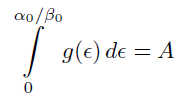 α₀/β₀
∫ g(ϵ) dϵ = A
0